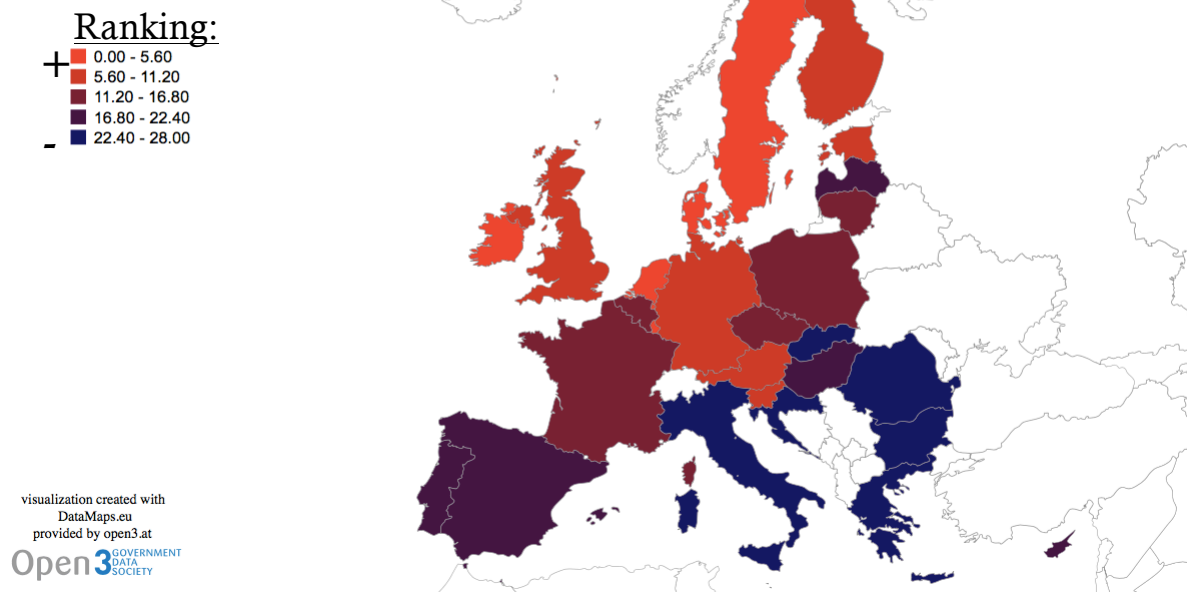 Ranking:
+
0.00 - 5.60
5.60 - 11.20
11.20 - 16.80
16.80 - 22.40
22.40 - 28.00
-
visualization created with
DataMaps.eu
provided by open3.at
Open3 GOVERNMENT
DATA
SOCIETY